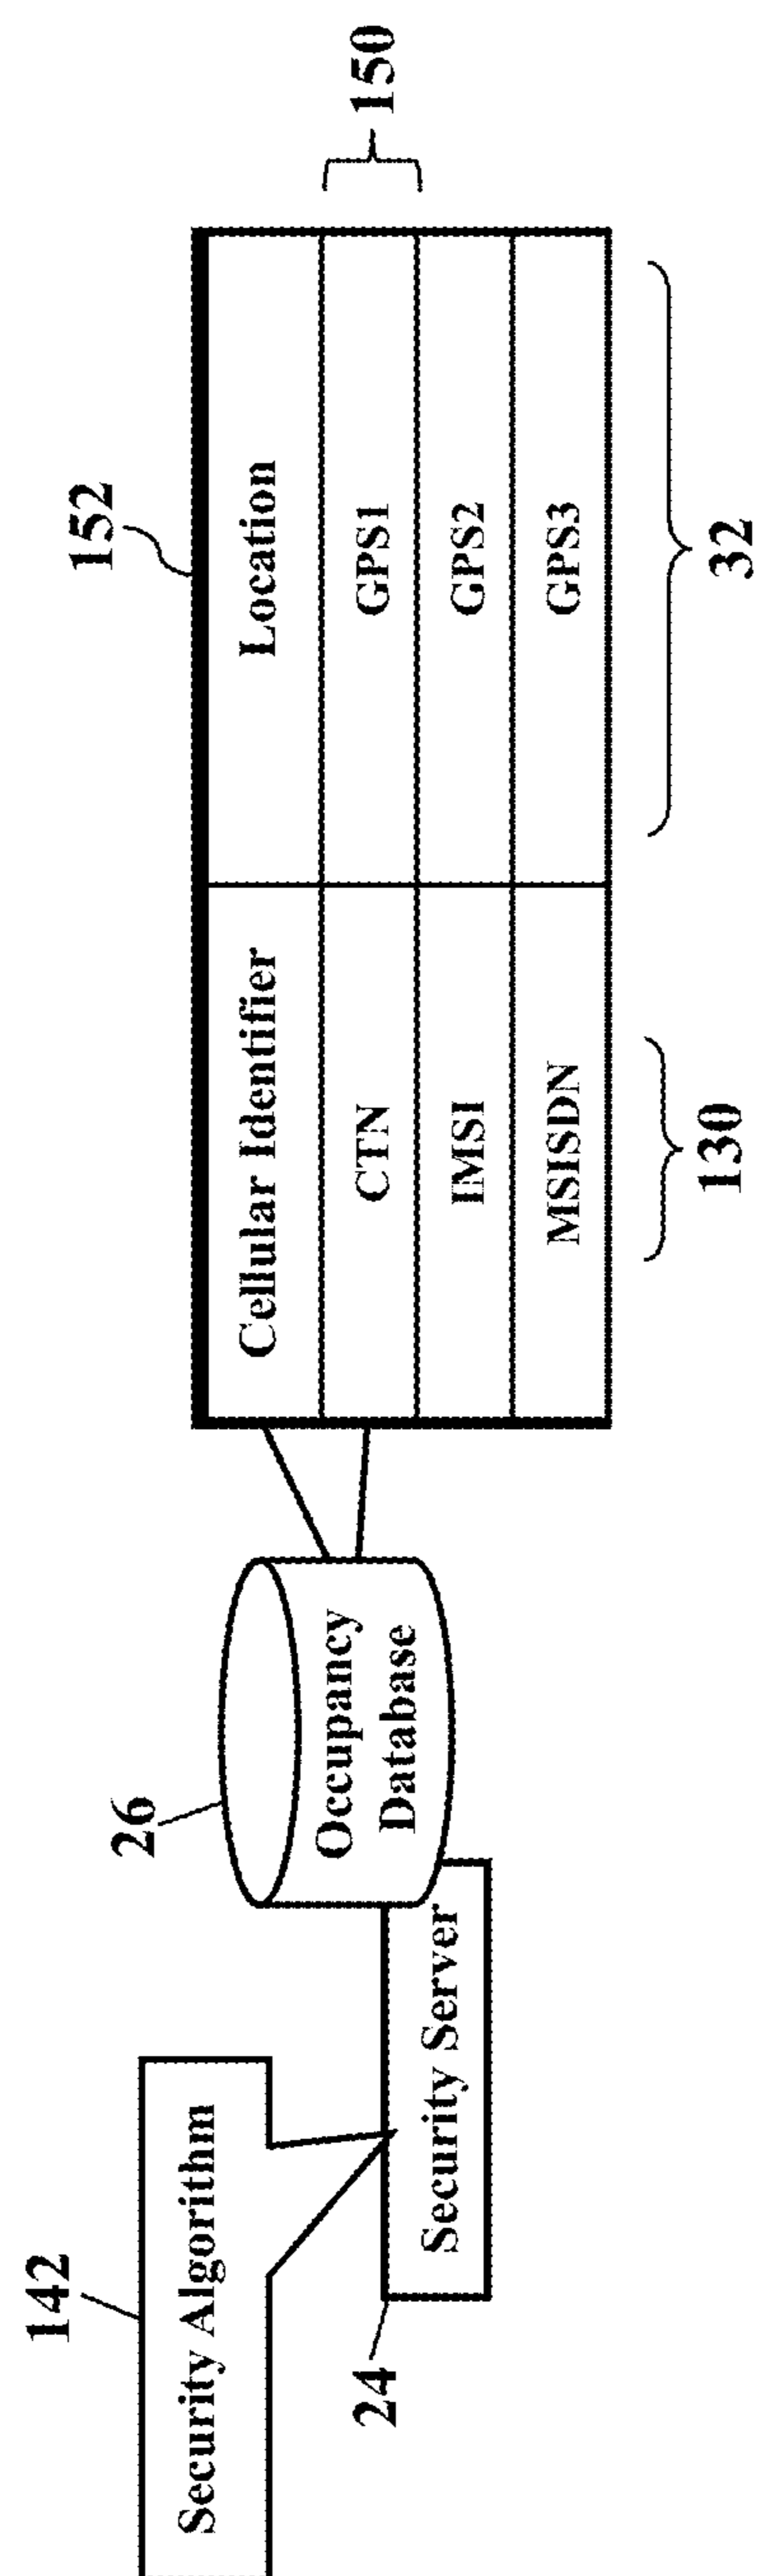 142
Security Algorithm
24
Security Server
26
Occupancy
Database
152
Cellular Identifier Location
CTN GPS1
IMSI GPS2
MSISDN GPS3
150
130
32